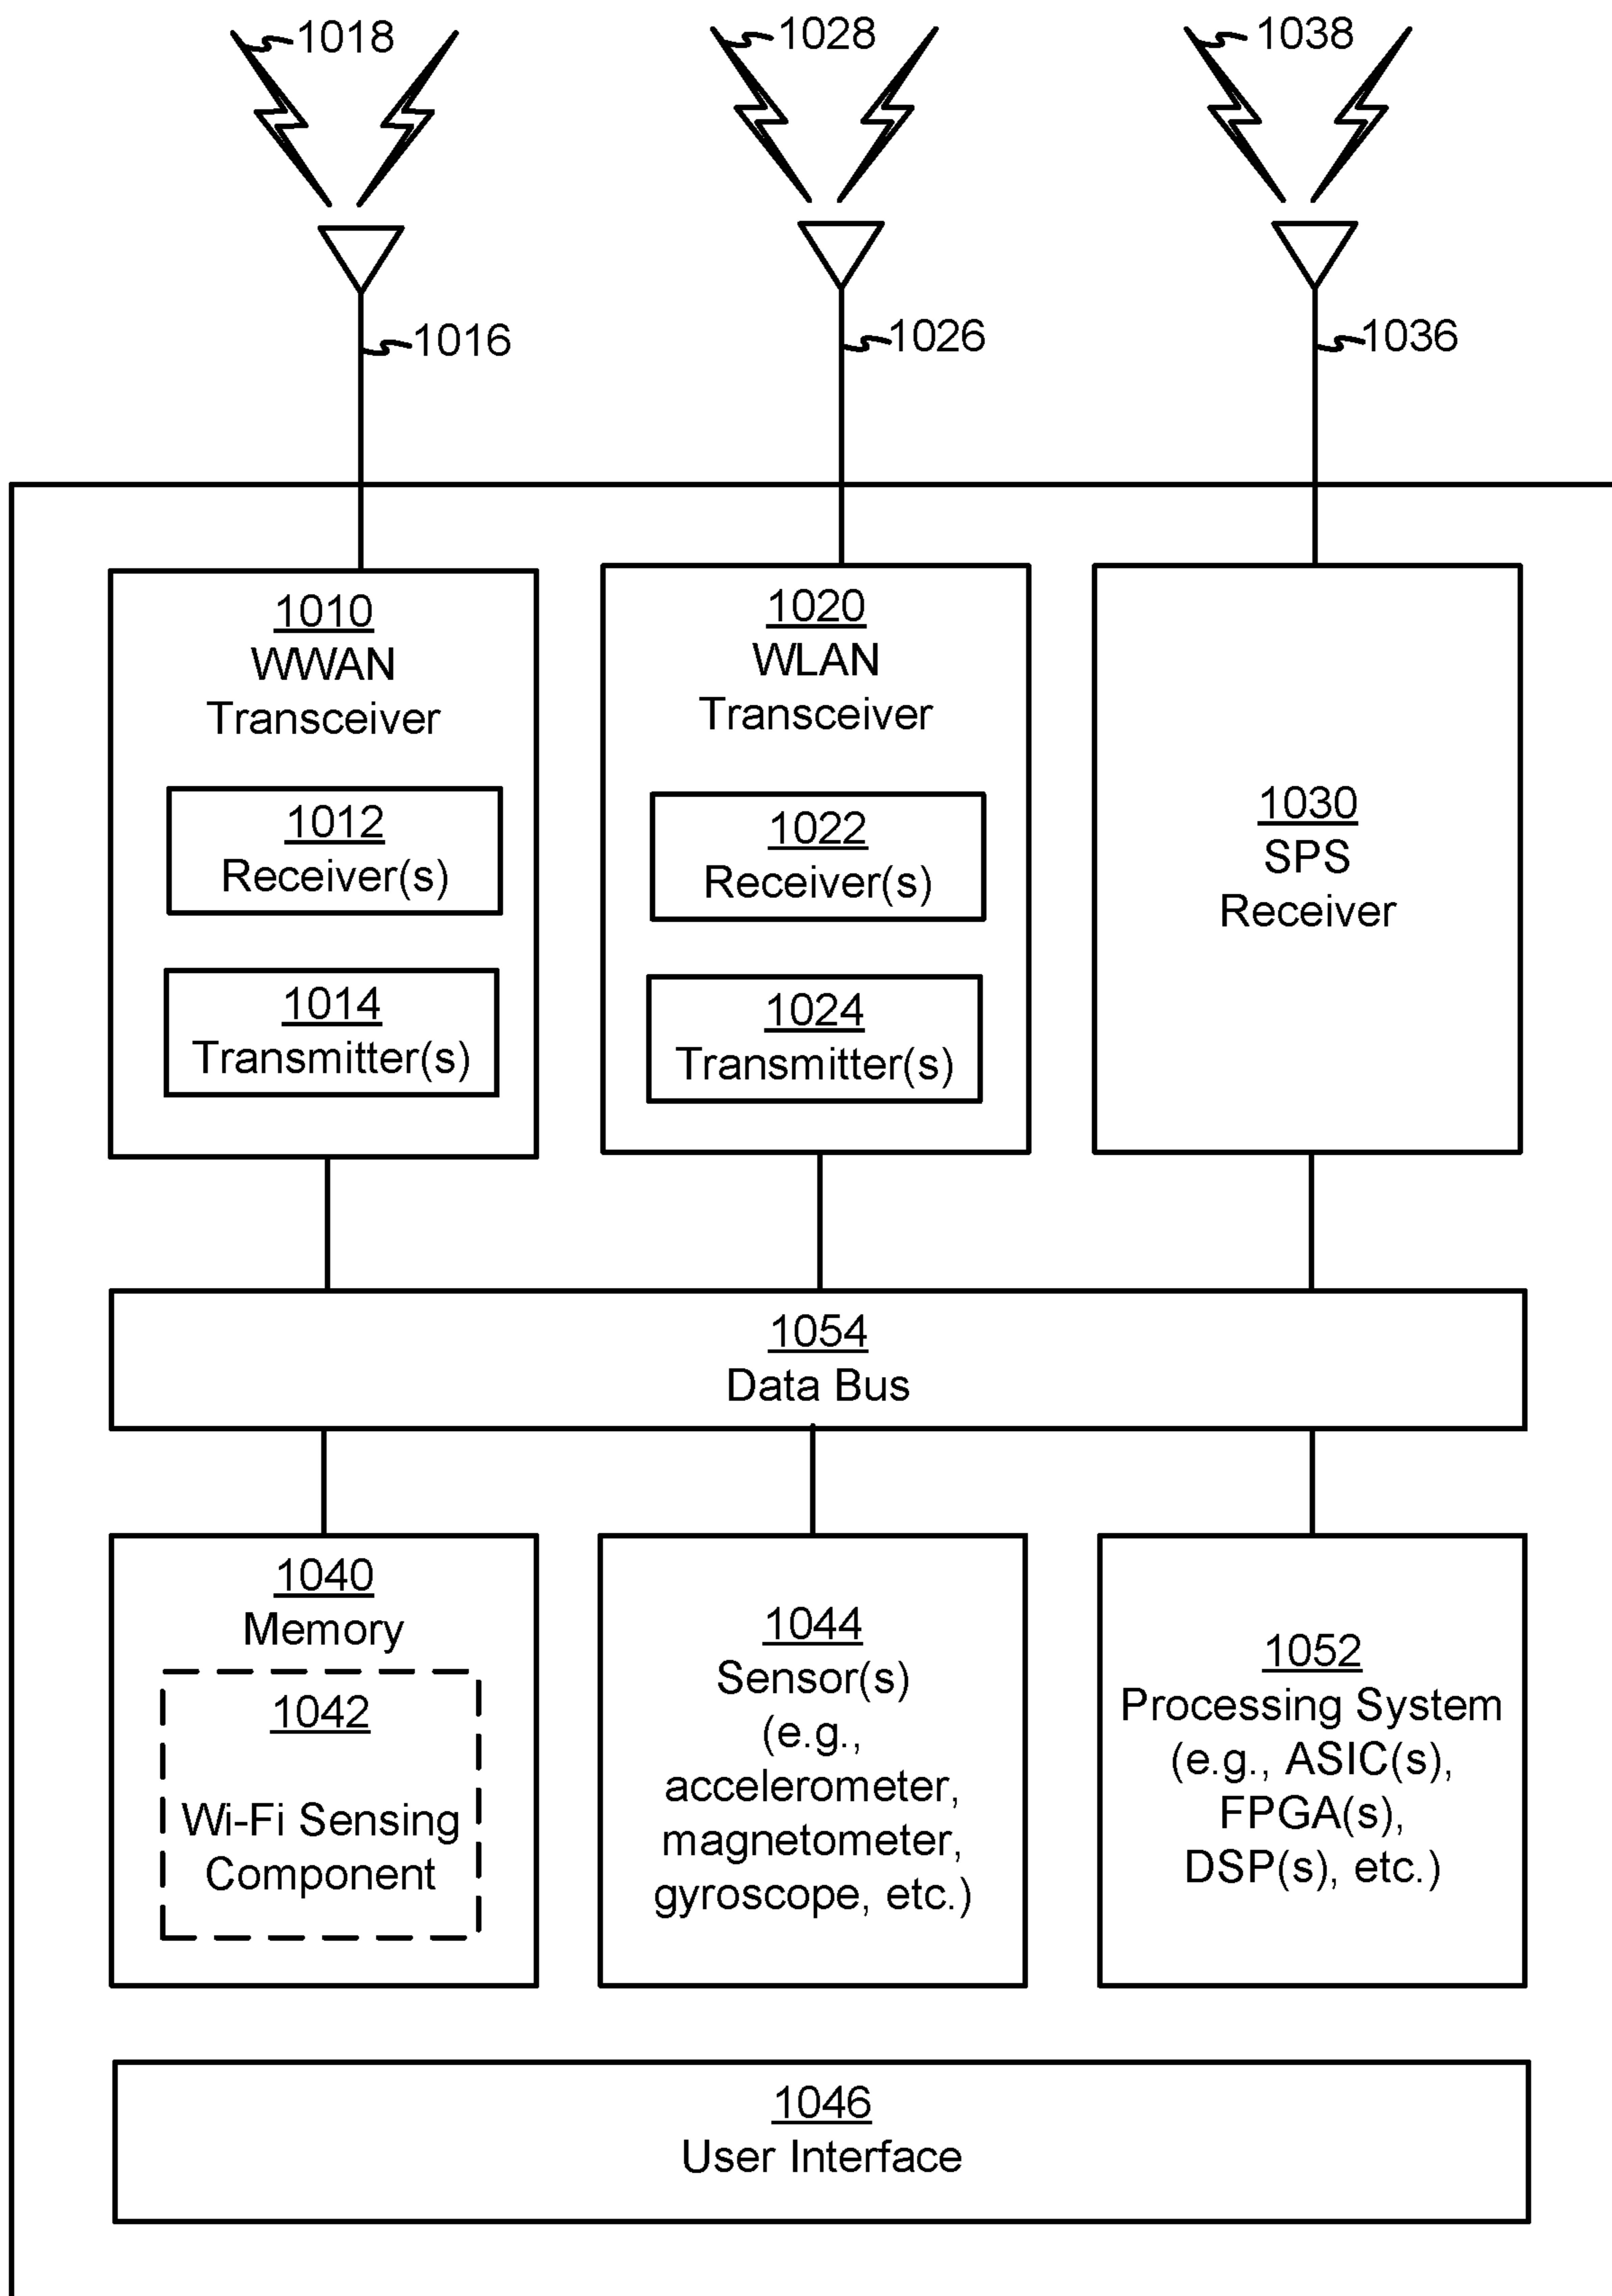 1018
1028
1038
1016
1026
1036
1010
WWAN
Transceiver
1012
Receiver(s)
1014
Transmitter(s)
1020
WLAN
Transceiver
1022
Receiver(s)
1024
Transmitter(s)
1030
SPS
Receiver
1054
Data Bus
1040
Memory
1042
Wi-Fi Sensing
Component
1044
Sensor(s)
(e.g.,
accelerometer,
magnetometer,
gyroscope, etc.)
1052
Processing System
(e.g., ASIC(s),
FPGA(s),
DSP(s), etc.)
1046
User Interface